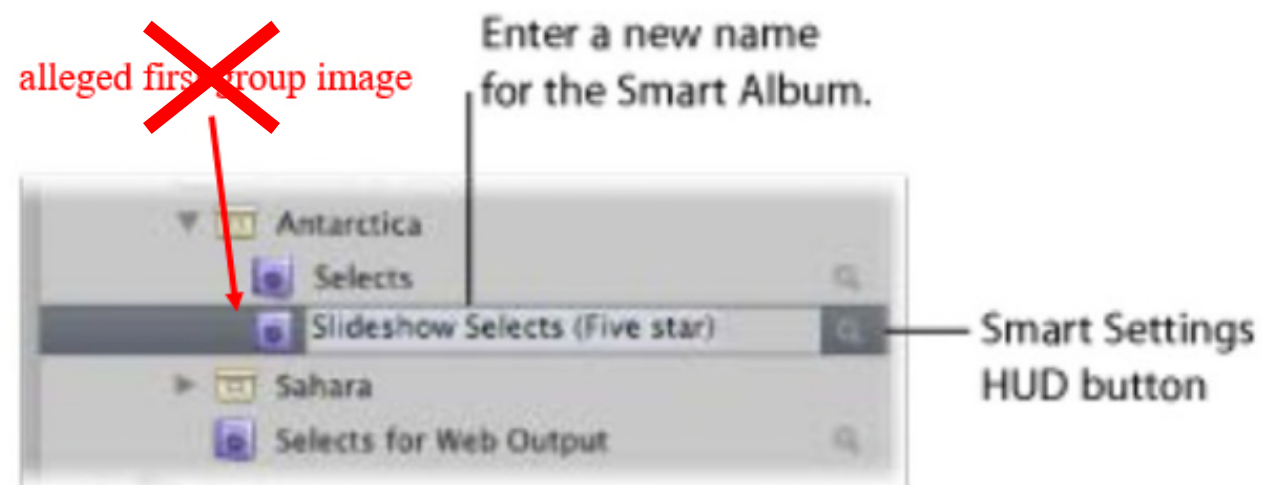 Enter a new name
for the Smart Album.
alleged first group image
Antarctica
Selects
Slideshow Selects (Five star)
Smart Settings
HUD button
Sahara
Selects for Web Output